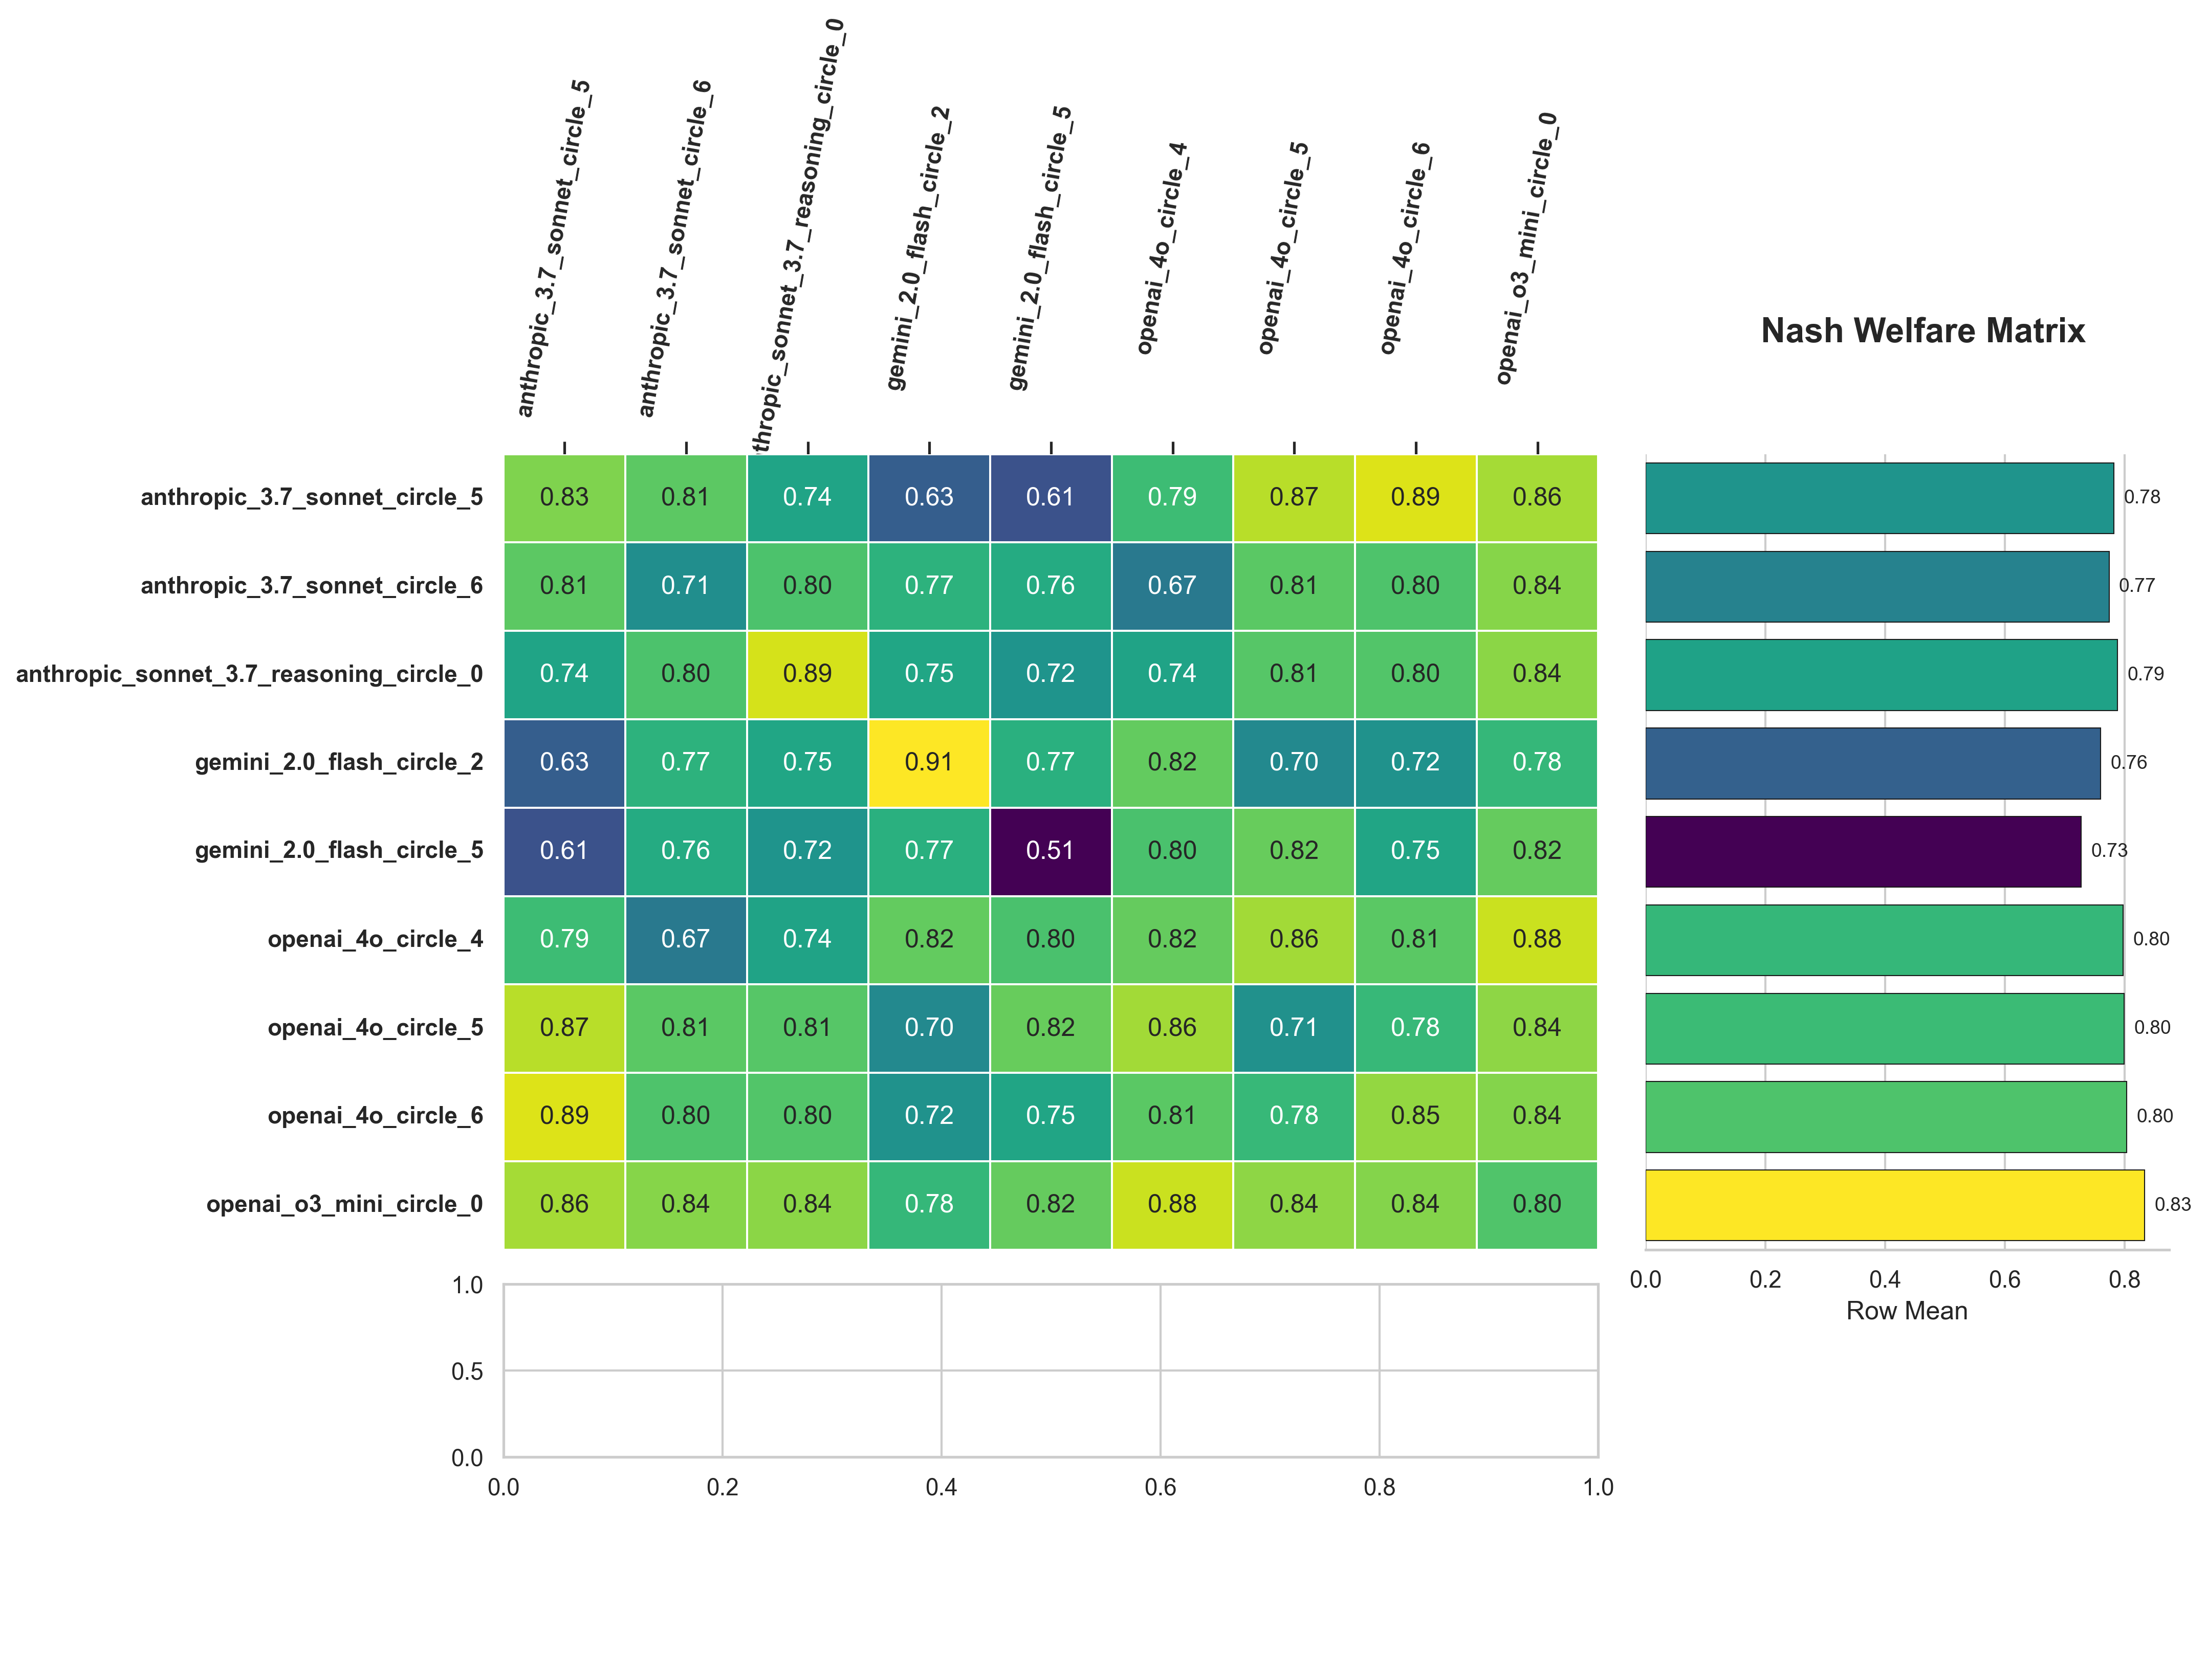 anthropic_3.7_sonnet_circle_5
anthropic_3.7_sonnet_circle_6
thropic_sonnet_3.7_reasoning_circle_0
gemini_2.0_flash_circle_2
gemini_2.0_flash_circle_5
openai_4o_circle_4
openai_4o_circle_5
openai_4o_circle_6
openai_o3_mini_circle_0
Nash Welfare Matrix
anthropic_3.7_sonnet_circle_5 0.83 0.81 0.74 0.63 0.61 0.79 0.87 0.89 0.86 0.78
anthropic_3.7_sonnet_circle_6 0.81 0.71 0.80 0.77 0.76 0.67 0.81 0.80 0.84 0.77
anthropic_sonnet_3.7_reasoning_circle_0 0.74 0.80 0.89 0.75 0.72 0.74 0.81 0.80 0.84 0.79
gemini_2.0_flash_circle_2 0.63 0.77 0.75 0.91 0.77 0.82 0.70 0.72 0.78 0.76
gemini_2.0_flash_circle_5 0.61 0.76 0.72 0.77 0.51 0.80 0.82 0.75 0.82 0.73
openai_4o_circle_4 0.79 0.67 0.74 0.82 0.80 0.82 0.86 0.81 0.88 0.80
openai_4o_circle_5 0.87 0.81 0.81 0.70 0.82 0.86 0.71 0.78 0.84 0.80
openai_4o_circle_6 0.89 0.80 0.80 0.72 0.75 0.81 0.78 0.85 0.84 0.80
openai_o3_mini_circle_0 0.86 0.84 0.84 0.78 0.82 0.88 0.84 0.84 0.80 0.83
0.0 0.2 0.4 0.6 0.8
Row Mean
1.0
0.5
0.0
0.0 0.2 0.4 0.6 0.8 1.0